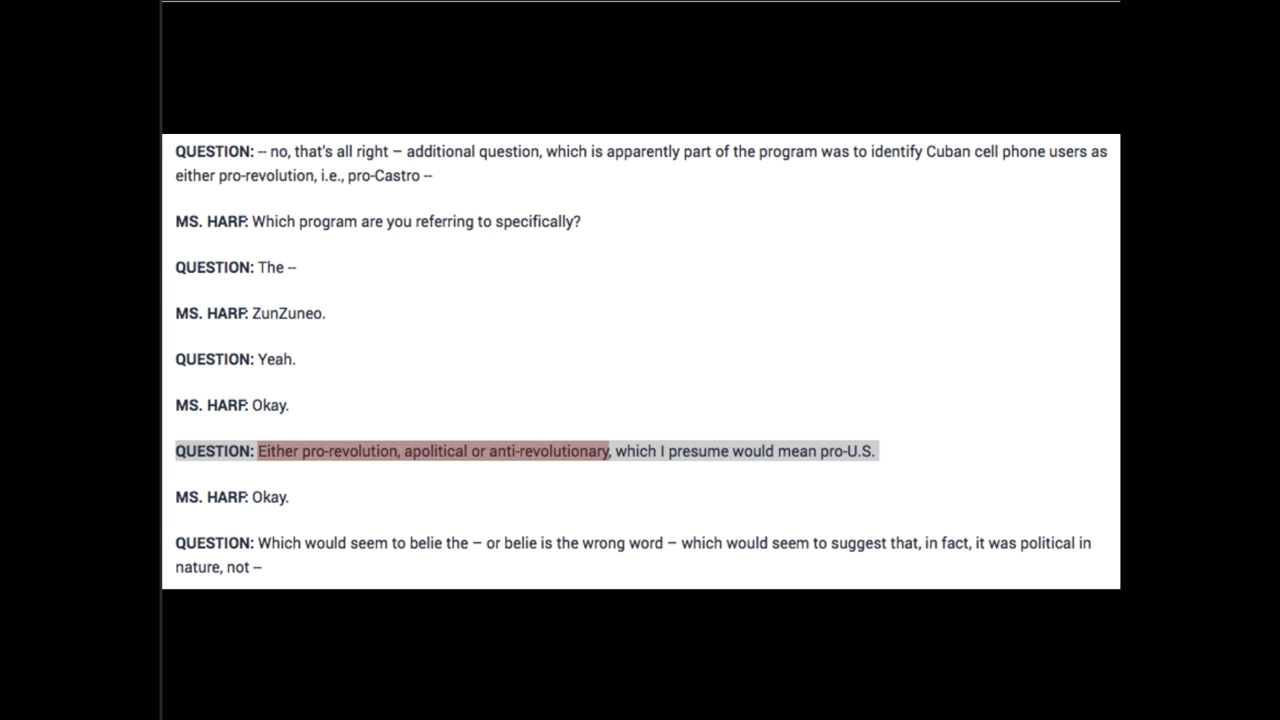 QUESTION: -- no, that's all right – additional question, which is apparently part of the program was to identify Cuban cell phone users as
either pro-revolution, i.e., pro-Castro --
MS. HARF: Which program are you referring to specifically?
QUESTION: The --
MS. HARF: ZunZuneo.
QUESTION: Yeah.
MS. HARF: Okay.
QUESTION: Either pro-revolution, apolitical or anti-revolutionary, which I presume would mean pro-U.S.
MS. HARF: Okay.
QUESTION: Which would seem to belie the – or belie is the wrong word – which would seem to suggest that, in fact, it was political in
nature, not –